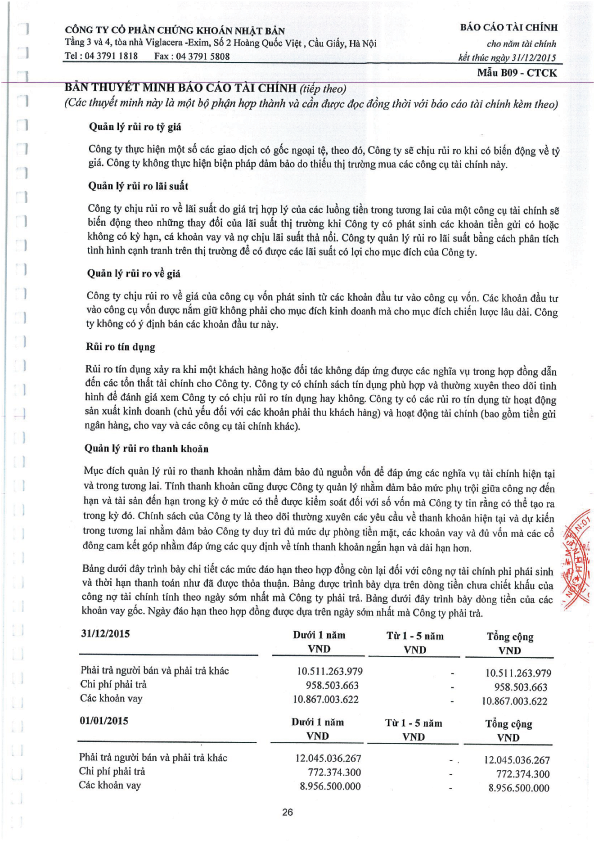 CÔNG TY CỔ PHẦN CHỨNG KHOÁN NHẬT BẢN
BÁO CÁO TÀI CHÍNH
Tầng 3 và 4, tòa nhà Viglacera -Exim, Số 2 Hoàng Quốc Việt , Cầu Giấy, Hà Nội
cho năm tài chính
Tel : 04 3791 1818 Fax : 04 3791 5808
kết thúc ngày 31/12/2015
Mẫu B09 - CTCK
BẢN THUYẾT MINH BÁO CÁO TÀI CHÍNH (tiếp theo)
(Các thuyết minh này là một bộ phận hợp thành và cần được đọc đồng thời với báo cáo tài chính kèm theo)
Quản lý rủi ro tỷ giá
Công ty thực hiện một số các giao dịch có gốc ngoại tệ, theo đó, Công ty sẽ chịu rủi ro khi có biến động về tỷ
giá. Công ty không thực hiện biện pháp đảm bảo do thiếu thị trường mua các công cụ tài chính này.
Quản lý rủi ro lãi suất
Công ty chịu rủi ro về lãi suất do giá trị hợp lý của các luồng tiền trong tương lai của một công cụ tài chính sẽ
biến động theo những thay đổi của lãi suất thị trường khi Công ty có phát sinh các khoản tiền gửi có hoặc
không có kỳ hạn, cá khoản vay và nợ chịu lãi suất thả nổi. Công ty quản lý rủi ro lãi suất bằng cách phân tích
tình hình cạnh tranh trên thị trường để có được các lãi suất có lợi cho mục đích của Công ty.
Quản lý rủi ro về giá
Công ty chịu rủi ro về giá của công cụ vốn phát sinh từ các khoản đầu tư vào công cụ vốn. Các khoản đầu tư
vào công cụ vốn được nắm giữ không phải cho mục đích kinh doanh mà cho mục đích chiến lược lâu dài. Công
ty không có ý định bán các khoản đầu tư này.
Rủi ro tín dụng
Rủi ro tín dụng xảy ra khi một khách hàng hoặc đối tác không đáp ứng được các nghĩa vụ trong hợp đồng dẫn
đến các tổn thất tài chính cho Công ty. Công ty có chính sách tín dụng phù hợp và thường xuyên theo dõi tình
hình để đánh giá xem Công ty có chịu rủi ro tín dụng hay không. Công ty có các rủi ro tín dụng từ hoạt động
sản xuất kinh doanh (chủ yếu đối với các khoản phải thu khách hàng) và hoạt động tài chính (bao gồm tiền gửi
ngân hàng, cho vay và các công cụ tài chính khác).
Quản lý rủi ro thanh khoản
Mục đích quản lý rủi ro thanh khoản nhằm đảm bảo đủ nguồn vốn để đáp ứng các nghĩa vụ tài chính hiện tại
và trong tương lai. Tính thanh khoản cũng được Công ty quản lý nhằm đảm bảo mức phụ trội giữa công nợ đến
hạn và tài sản đến hạn trong kỳ ở mức có thể được kiểm soát đối với số vốn mà Công ty tin rằng có thể tạo ra
trong kỳ đó. Chính sách của Công ty là theo dõi thường xuyên các yêu cầu về thanh khoản hiện tại và dự kiến
trong tương lai nhằm đảm bảo Công ty duy trì đủ mức dự phòng tiền mặt, các khoản vay và đủ vốn mà các cổ
đông cam kết góp nhằm đáp ứng các quy định về tính thanh khoản ngắn hạn và dài hạn hơn.
Bảng dưới đây trình bày chi tiết các mức đáo hạn theo hợp đồng còn lại đối với công nợ tài chính phi phái sinh
và thời hạn thanh toán như đã được thỏa thuận. Bảng được trình bày dựa trên dòng tiền chưa chiết khấu của
công nợ tài chính tính theo ngày sớm nhất mà Công ty phải trả. Bảng dưới đây trình bày dòng tiền của các
khoản vay gốc. Ngày đáo hạn theo hợp đồng được dựa trên ngày sớm nhất mà Công ty phải trả.
31/12/2015 Dưới 1 năm Từ 1 - 5 năm Tổng cộng
VND VND VND
Phải trả người bán và phải trả khác 10.511.263.979 - 10.511.263.979
Chi phí phải trả 958.503.663 - 958.503.663
Các khoản vay 10.867.003.622 - 10.867.003.622
01/01/2015 Dưới 1 năm Từ 1 - 5 năm Tổng cộng
VND VND VND
Phải trả người bán và phải trả khác 12.045.036.267 - 12.045.036.267
Chi phí phải trả 772.374.300 - 772.374.300
Các khoản vay 8.956.500.000 - 8.956.500.000
26